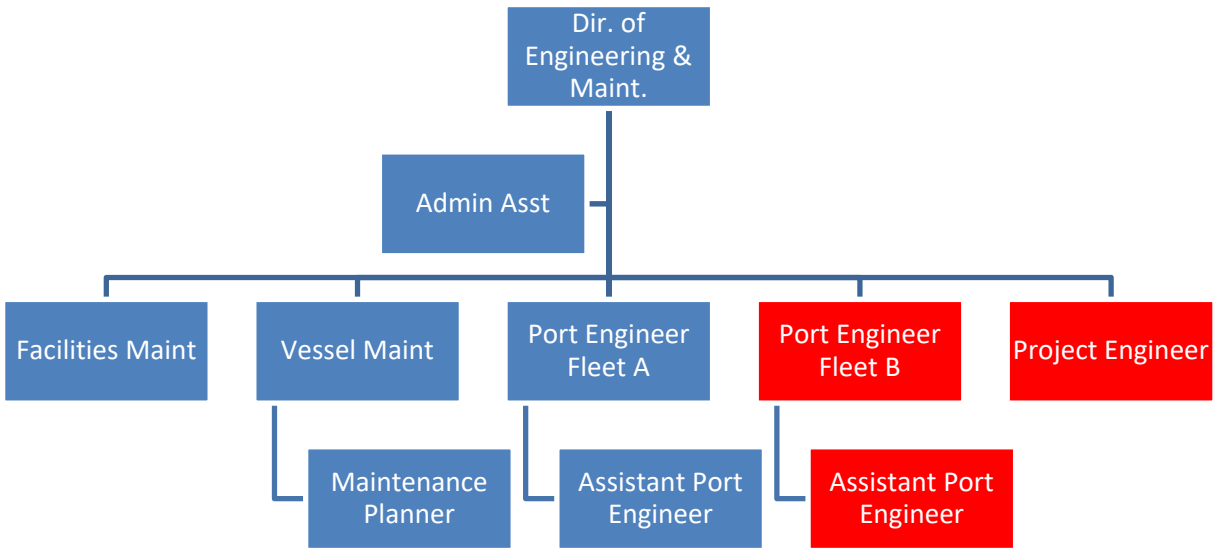 Dir. of
Engineering &
Maint.
Admin Asst
Facilities Maint
Vessel Maint
Port Engineer
Fleet A
Port Engineer
Fleet B
Project Engineer
Maintenance
Planner
Assistant Port
Engineer
Assistant Port
Engineer